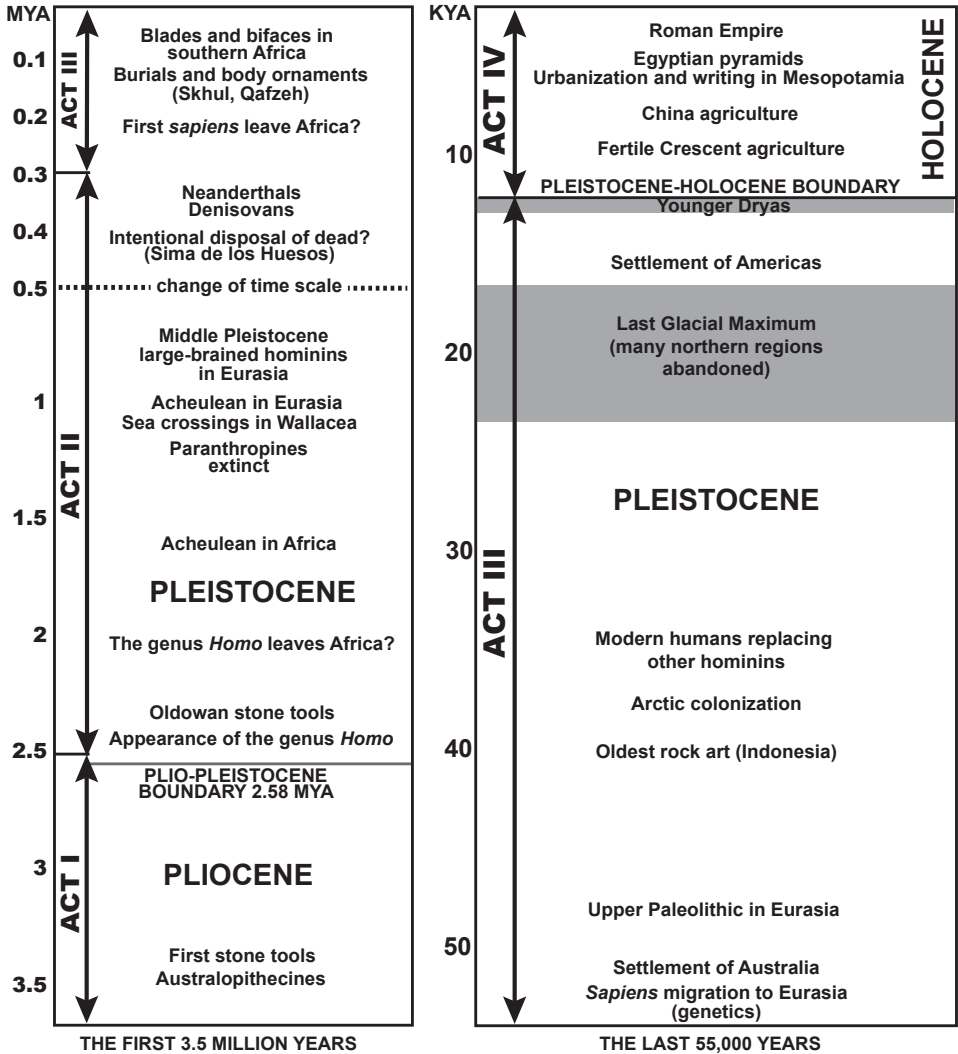 MYA
0.1
0.2
0.3
0.4
0.5
1
1.5
2
2.5
3
3.5
ACT III
ACT II
ACT I
Blades and bifaces in
southern Africa
Burials and body ornaments
(Skhul, Qafzeh)
First sapiens leave Africa?
Neanderthals
Denisovans
Intentional disposal of dead?
(Sima de los Huesos)
change of time scale
Middle Pleistocene
large-brained hominins
in Eurasia
Acheulean in Eurasia
Sea crossings in Wallacea
Paranthropines
extinct
Acheulean in Africa
PLEISTOCENE
The genus Homo leaves Africa?
Oldowan stone tools
Appearance of the genus Homo
PLIO-PLEISTOCENE
BOUNDARY 2.58 MYA
PLIOCENE
First stone tools
Australopithecines
THE FIRST 3.5 MILLION YEARS
KYA
10
20
30
40
50
ACT IV
ACT III
HOLOCENE
Roman Empire
Egyptian pyramids
Urbanization and writing in Mesopotamia
China agriculture
Fertile Crescent agriculture
PLEISTOCENE-HOLOCENE BOUNDARY
Younger Dryas
Settlement of Americas
Last Glacial Maximum
(many northern regions
abandoned)
PLEISTOCENE
Modern humans replacing
other hominins
Arctic colonization
Oldest rock art (Indonesia)
Upper Paleolithic in Eurasia
Settlement of Australia
Sapiens migration to Eurasia
(genetics)
THE LAST 55,000 YEARS